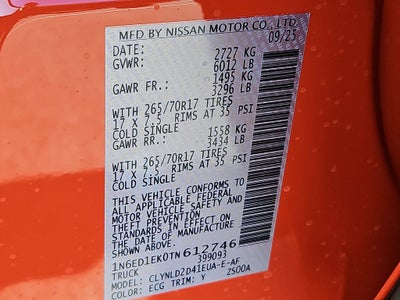 MFD BY NISSAN MOTOR CO., LTD.
DATE: 09/25
GVWR: 2727 KG
6012 LB
GAWR FR.: 1495 KG
3296 LB
WITH 265/70R17 TIRES
17 X 7.5 RIMS AT 35 PSI
COLD SINGLE
GAWR RR.: 1558 KG
3434 LB
WITH 265/70R17 TIRES
17 X 7.5 RIMS AT 35 PSI
COLD SINGLE
THIS VEHICLE CONFORMS TO
ALL APPLICABLE U.S. FEDERAL
MOTOR VEHICLE SAFETY AND
THEFT PREVENTION
STANDARDS IN EFFECT ON
THE DATE OF MANUFACTURE
SHOWN ABOVE.
1N6ED1EK0TN612746
TRUCK 399093
MODEL: CLYNLD2D41EUA-E-AF
COLOR: ECG TRIM: Y ZS00A